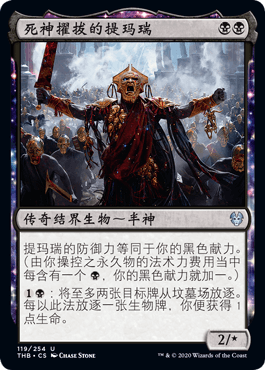 死神擢拔的提玛瑞
传奇结界生物~半神
提玛瑞的防御力等同于你的黑色献力。
（由你操控之永久物的法术力费用当中
每含有一个，你的黑色献力就加一。）
1：将至多两张目标牌从坟墓场放逐。
每以此法放逐一张生物牌，你便获得1
点生命。
2/★
119/254 U
THB • CS CHASE STONE
™ & © 2020 Wizards of the Coast